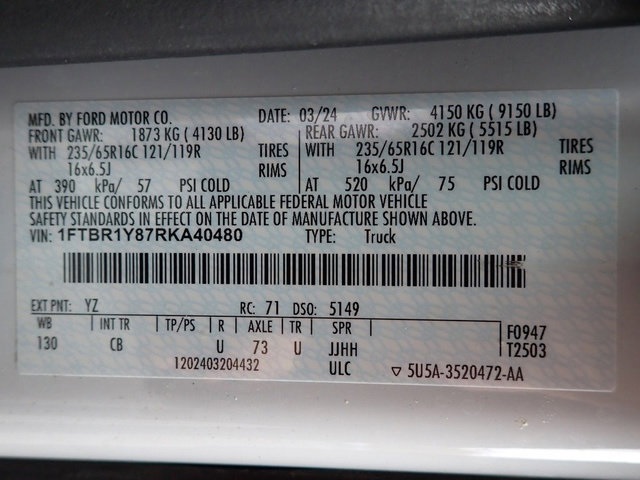 MFD. BY FORD MOTOR CO. DATE: 03/24 GVWR: 4150 KG ( 9150 LB)
FRONT GAWR: 1873 KG ( 4130 LB) REAR GAWR: 2502 KG ( 5515 LB)
WITH 235/65R16C 121/119R TIRES WITH 235/65R16C 121/119R TIRES
16x6.5J RIMS 16x6.5J RIMS
AT 390 kPa/ 57 PSI COLD AT 520 kPa/ 75 PSI COLD
THIS VEHICLE CONFORMS TO ALL APPLICABLE FEDERAL MOTOR VEHICLE
SAFETY STANDARDS IN EFFECT ON THE DATE OF MANUFACTURE SHOWN ABOVE.
VIN: 1FTBR1Y87RKA40480 TYPE: Truck
EXT PNT: YZ RC: 71 DSO: 5149
WB INT TR TP/PS R AXLE TR SPR F0947
130 CB U 73 U JJHH T2503
1202403204432 ULC ▽ 5U5A-3520472-AA